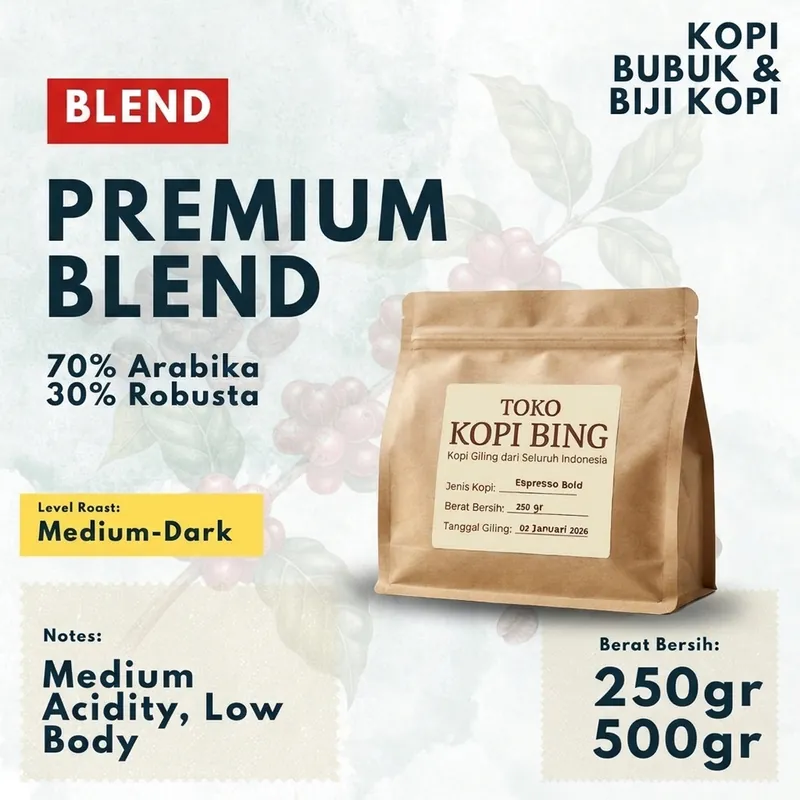 KOPI
BUBUK &
BIJI KOPI
BLEND
PREMIUM
BLEND
70% Arabika
30% Robusta
TOKO
KOPI BING
Kopi Giling dari Seluruh Indonesia
Jenis Kopi: Espresso Bold
Berat Bersih: 250 gr
Tanggal Giling: 02 Januari 2026
Level Roast:
Medium-Dark
Notes:
Medium
Acidity, Low
Body
Berat Bersih:
250gr
500gr